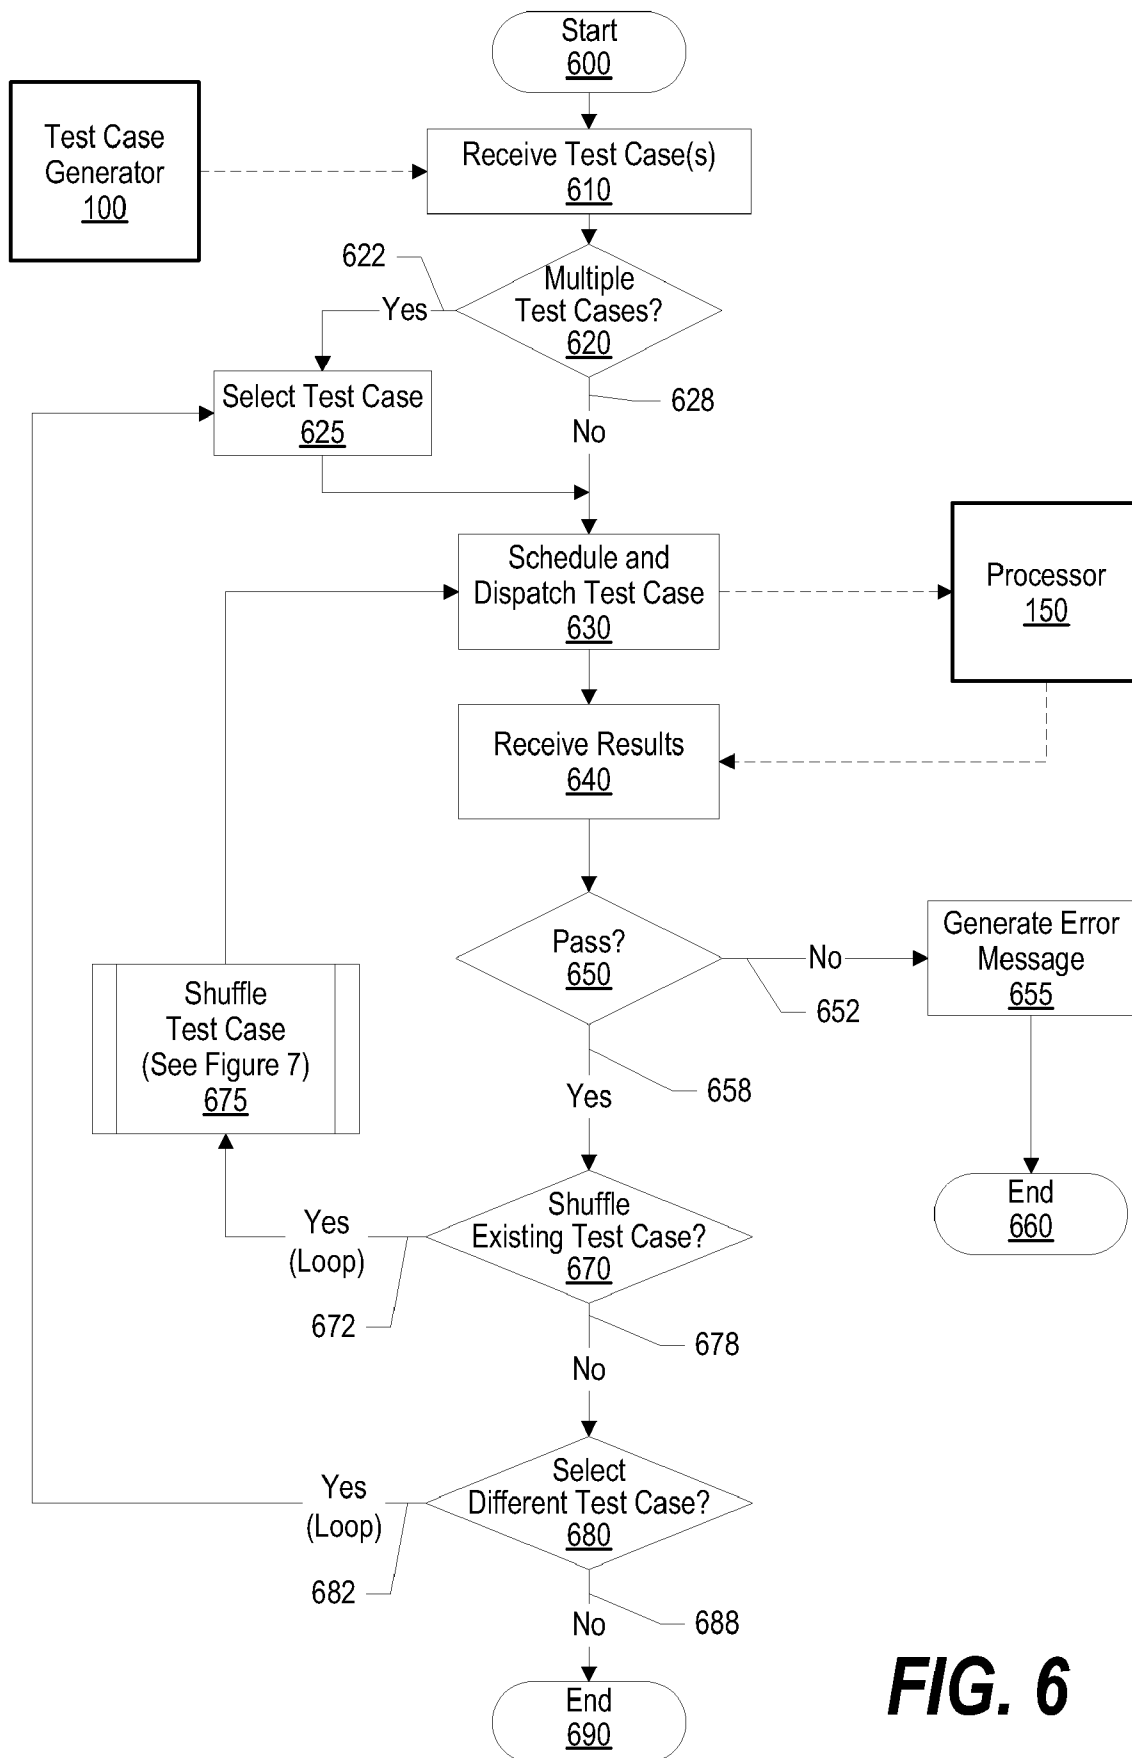 Start
600
Test Case
Generator
100
Receive Test Case(s)
610
622
Multiple
Test Cases?
620
Yes
628
No
Select Test Case
625
Schedule and
Dispatch Test Case
630
Processor
150
Receive Results
640
Pass?
650
No
652
Generate Error
Message
655
658
Yes
Shuffle
Test Case
(See Figure 7)
675
End
660
Shuffle
Existing Test Case?
670
Yes
(Loop)
672
678
No
Select
Different Test Case?
680
Yes
(Loop)
682
688
No
End
690
FIG. 6